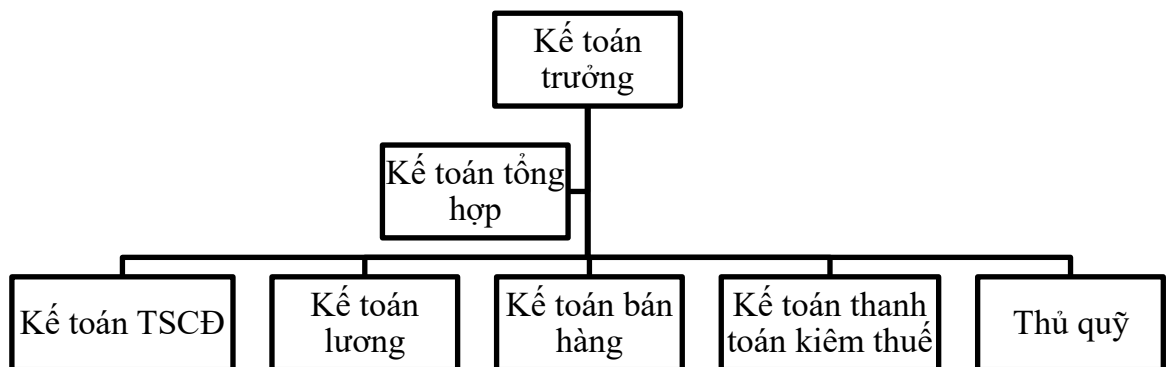 Kế toán
trưởng
Kế toán tổng
hợp
Kế toán TSCĐ
Kế toán
lương
Kế toán bán
hàng
Kế toán thanh
toán kiêm thuế
Thủ quỹ